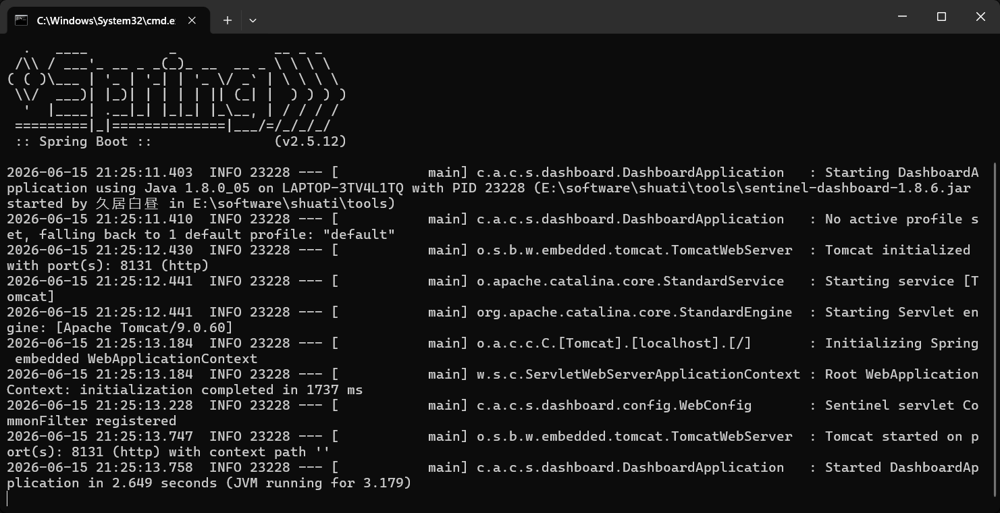 C:\Windows\System32\cmd.e
  .   ____          _            __ _ _
 /\\ / ___'_ __ _ _(_)_ __  __ _ \ \ \ \
( ( )\___ | '_ | '_| | '_ \/ _` | \ \ \ \
 \\/  ___)| |_)| | | | | || (_| |  ) ) ) )
  '  |____| .__|_| |_|_| |_\__, | / / / /
 =========|_|==============|___/=/_/_/_/
 :: Spring Boot ::               (v2.5.12)
2026-06-15 21:25:11.403  INFO 23228 --- [           main] c.a.c.s.dashboard.DashboardApplication   : Starting DashboardA
pplication using Java 1.8.0_05 on LAPTOP-3TV4L1TQ with PID 23228 (E:\software\shuati\tools\sentinel-dashboard-1.8.6.jar
started by 久居白昼 in E:\software\shuati\tools)
2026-06-15 21:25:11.410  INFO 23228 --- [           main] c.a.c.s.dashboard.DashboardApplication   : No active profile s
et, falling back to 1 default profile: "default"
2026-06-15 21:25:12.430  INFO 23228 --- [           main] o.s.b.w.embedded.tomcat.TomcatWebServer  : Tomcat initialized
with port(s): 8131 (http)
2026-06-15 21:25:12.441  INFO 23228 --- [           main] o.apache.catalina.core.StandardService   : Starting service [T
omcat]
2026-06-15 21:25:12.441  INFO 23228 --- [           main] org.apache.catalina.core.StandardEngine  : Starting Servlet en
gine: [Apache Tomcat/9.0.60]
2026-06-15 21:25:13.184  INFO 23228 --- [           main] o.a.c.c.C.[Tomcat].[localhost].[/]       : Initializing Spring
 embedded WebApplicationContext
2026-06-15 21:25:13.184  INFO 23228 --- [           main] w.s.c.ServletWebServerApplicationContext : Root WebApplication
Context: initialization completed in 1737 ms
2026-06-15 21:25:13.228  INFO 23228 --- [           main] c.a.c.s.dashboard.config.WebConfig       : Sentinel servlet Co
mmonFilter registered
2026-06-15 21:25:13.747  INFO 23228 --- [           main] o.s.b.w.embedded.tomcat.TomcatWebServer  : Tomcat started on p
ort(s): 8131 (http) with context path ''
2026-06-15 21:25:13.758  INFO 23228 --- [           main] c.a.c.s.dashboard.DashboardApplication   : Started DashboardAp
plication in 2.649 seconds (JVM running for 3.179)